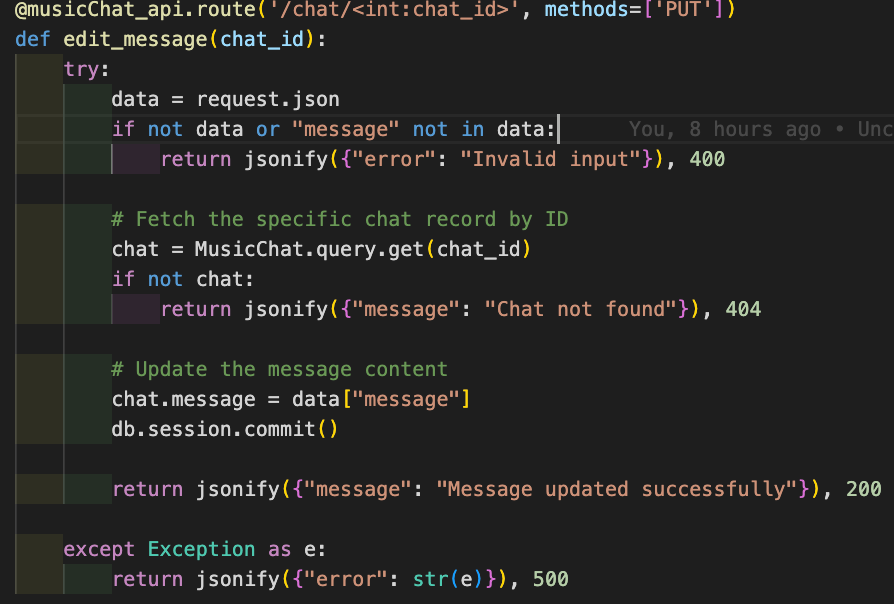 @musicChat_api.route('/chat/<int:chat_id>', methods=['PUT'])
def edit_message(chat_id):
    try:
        data = request.json
        if not data or "message" not in data:      You, 8 hours ago • Unc
            return jsonify({"error": "Invalid input"}), 400

        # Fetch the specific chat record by ID
        chat = MusicChat.query.get(chat_id)
        if not chat:
            return jsonify({"message": "Chat not found"}), 404

        # Update the message content
        chat.message = data["message"]
        db.session.commit()

        return jsonify({"message": "Message updated successfully"}), 200

    except Exception as e:
        return jsonify({"error": str(e)}), 500